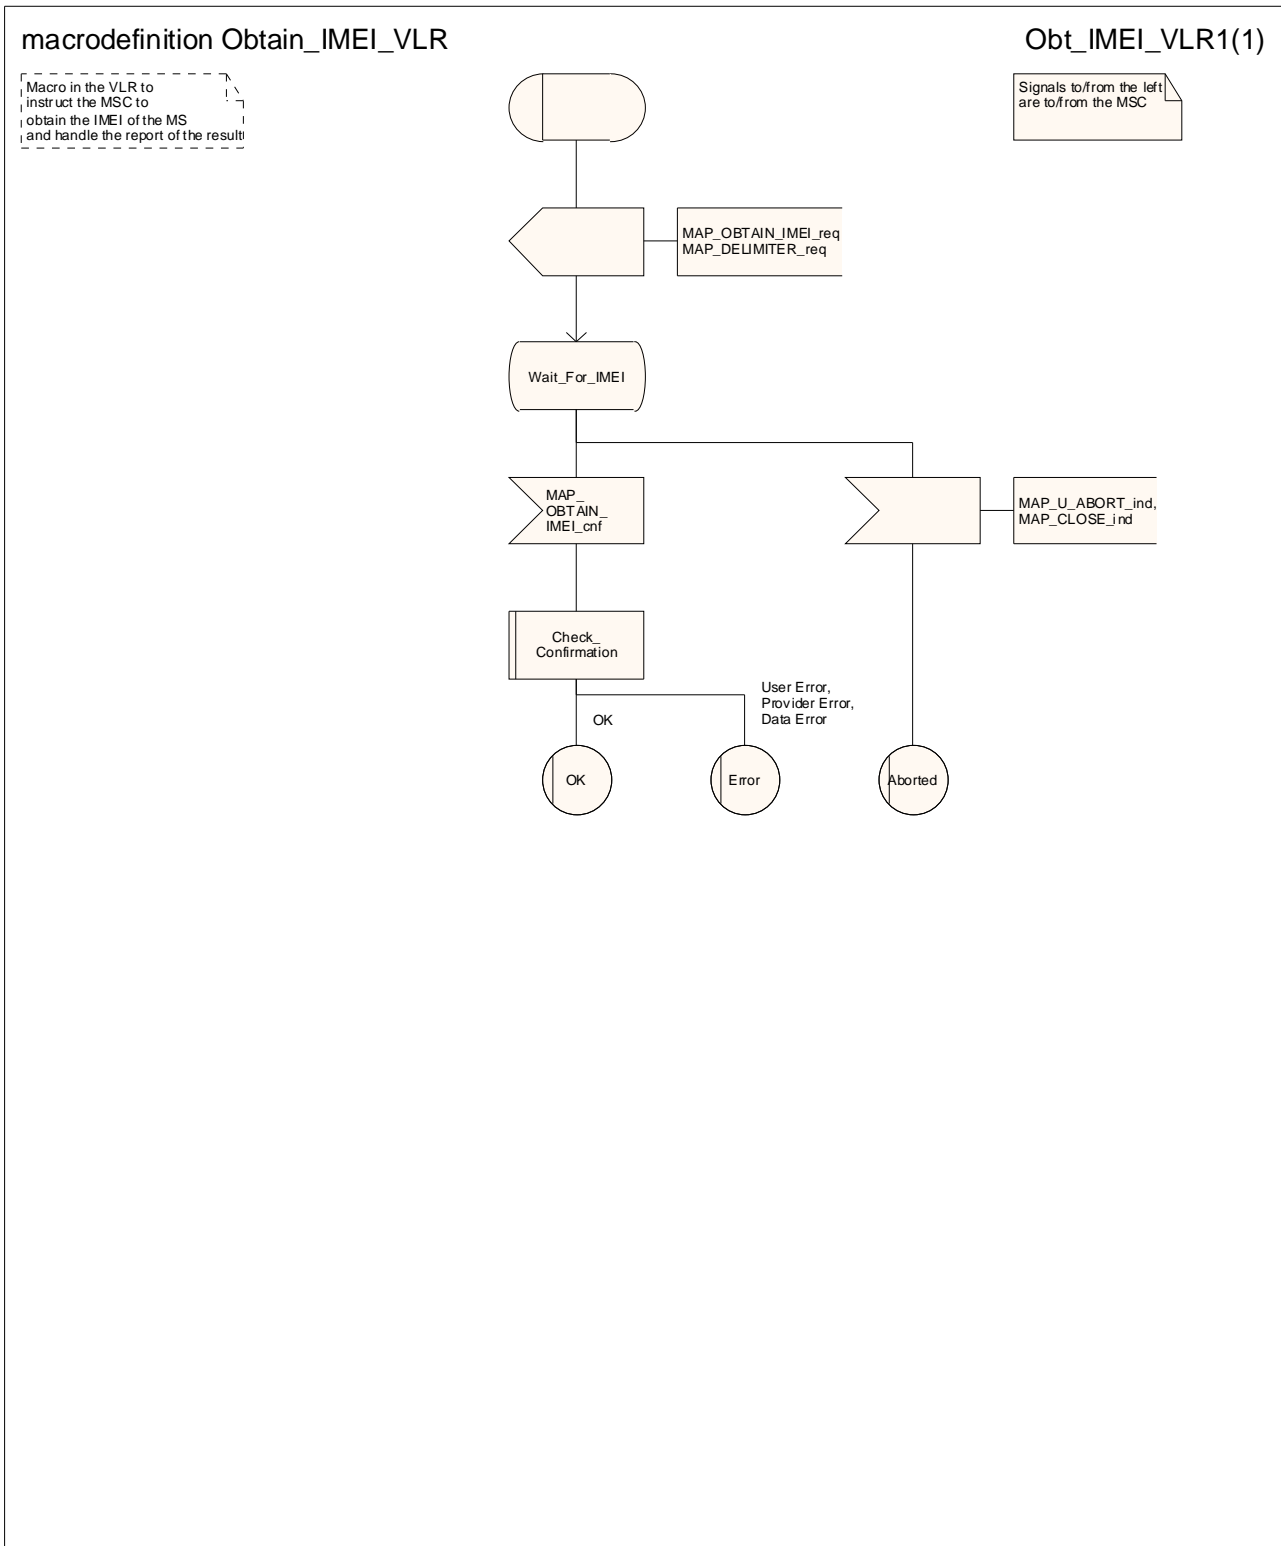 macrodefinition Obtain_IMEI_VLR
Obt_IMEI_VLR1(1)
Macro in the VLR to
instruct the MSC to
obtain the IMEI of the MS
and handle the report of the result
Signals to/from the left
are to/from the MSC
MAP_OBTAIN_IMEI_req
MAP_DELIMITER_req
Wait_For_IMEI
MAP_
OBTAIN_
IMEI_cnf
MAP_U_ABORT_ind,
MAP_CLOSE_ind
Check_
Confirmation
User Error,
Provider Error,
Data Error
OK
OK
Error
Aborted